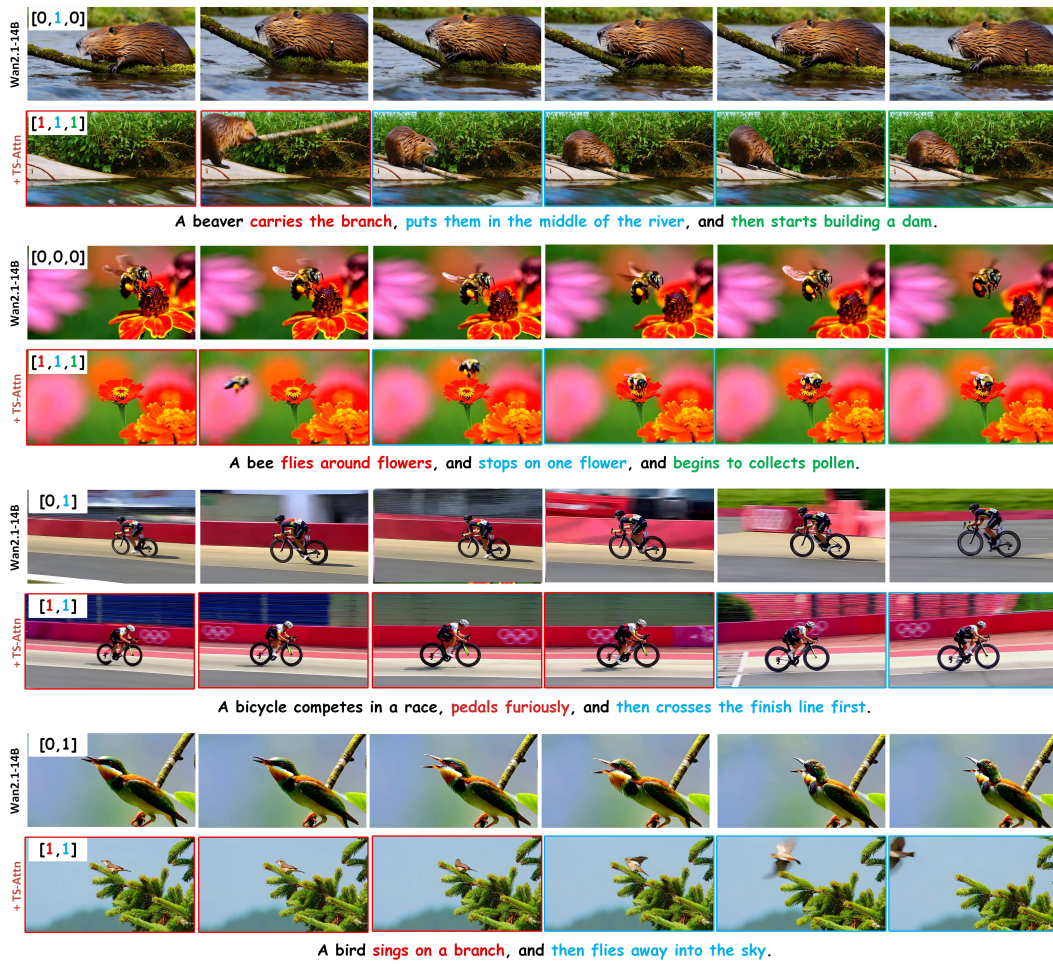 Wan2.1-14B
[0,1,0]
+ TS-Attn
[1,1,1]
A beaver carries the branch, puts them in the middle of the river, and then starts building a dam.
Wan2.1-14B
[0,0,0]
+ TS-Attn
[1,1,1]
A bee flies around flowers, and stops on one flower, and begins to collects pollen.
Wan2.1-14B
[0,1]
+ TS-Attn
[1,1]
A bicycle competes in a race, pedals furiously, and then crosses the finish line first.
Wan2.1-14B
[0,1]
+ TS-Attn
[1,1]
A bird sings on a branch, and then flies away into the sky.